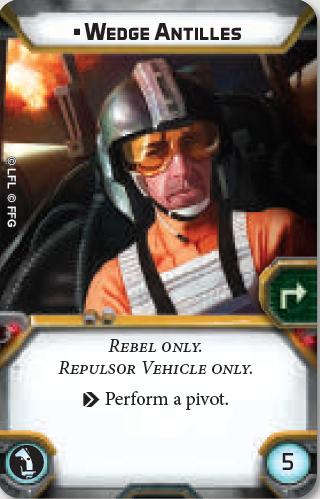 • WEDGE ANTILLES
© LFL © FFG
REBEL ONLY.
REPULSOR VEHICLE ONLY.
Perform a pivot.
5